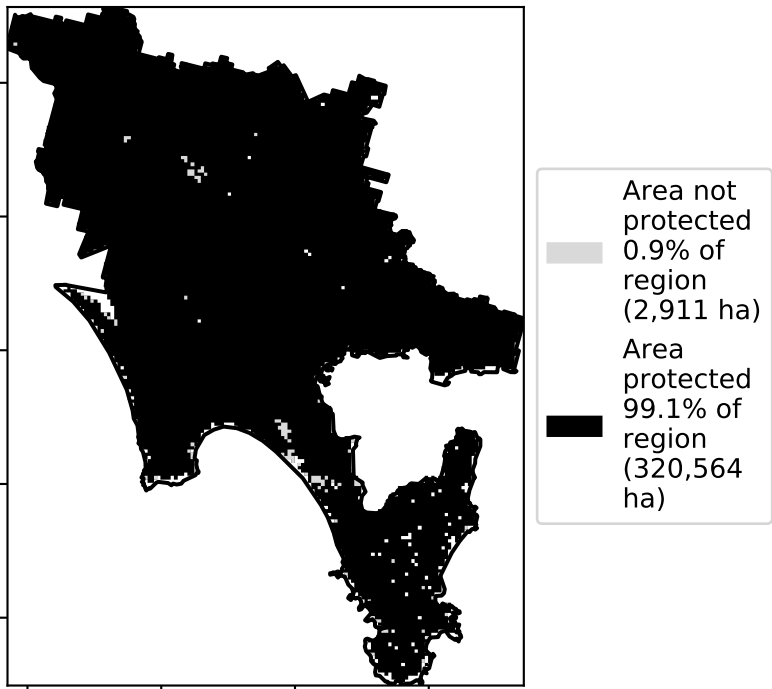 Area not
protected
0.9% of
region
(2,911 ha)
Area
protected
99.1% of
region
(320,564
ha)